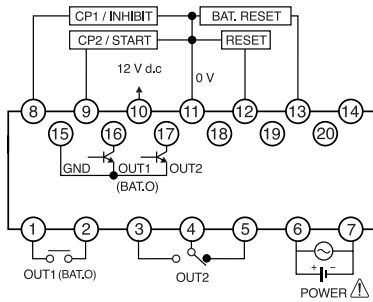 CP1 / INHIBIT BAT. RESET
CP2 / START RESET
12 V d.c 0 V
8 9 10 11 12 13 14
15 16 17 18 19 20
GND OUT1 OUT2
(BAT.O)
1 2 3 4 5 6 7
+ −
OUT1 (BAT.O) OUT2
POWER ⚠